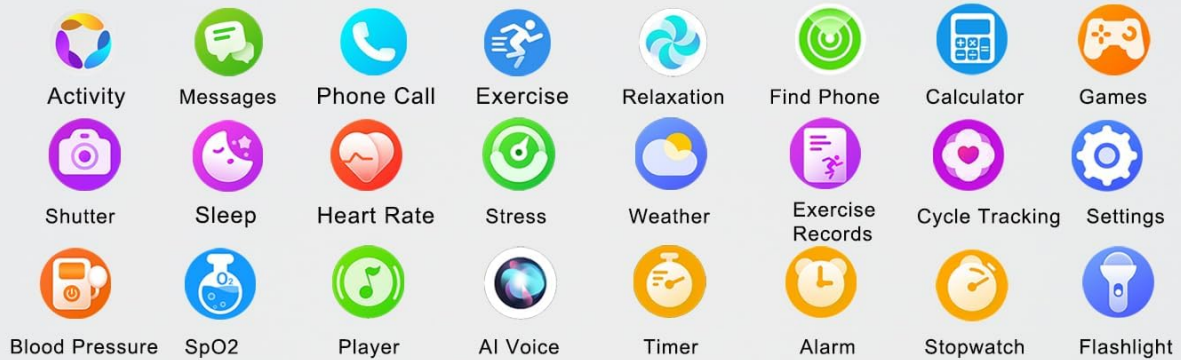 Activity
Messages
Phone Call
Exercise
Relaxation
Find Phone
Calculator
Games
Shutter
Sleep
Heart Rate
Stress
Weather
Exercise
Records
Cycle Tracking
Settings
O2
Blood Pressure
SpO2
Player
AI Voice
Timer
Alarm
Stopwatch
Flashlight